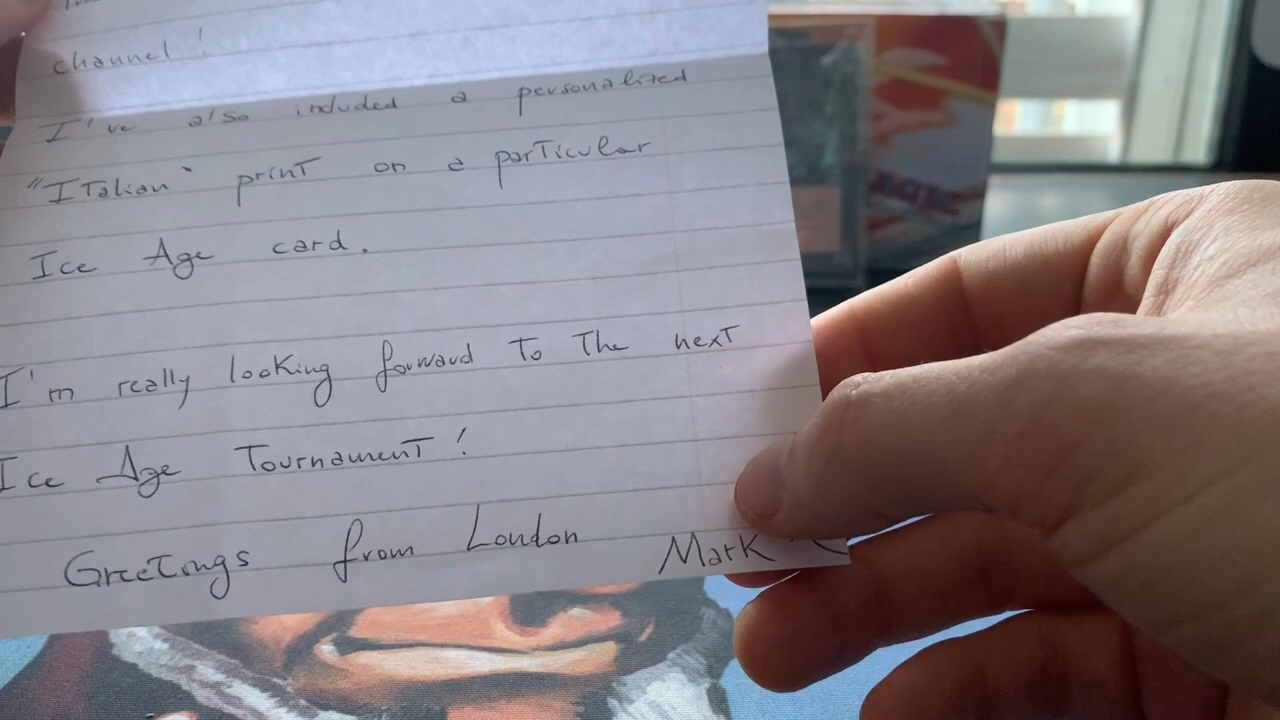 channel!
I've also included a personalized
"Italian" print on a particular
Ice Age card.
I'm really looking forward to the next
Ice Age Tournament!
Greetings from London Mark